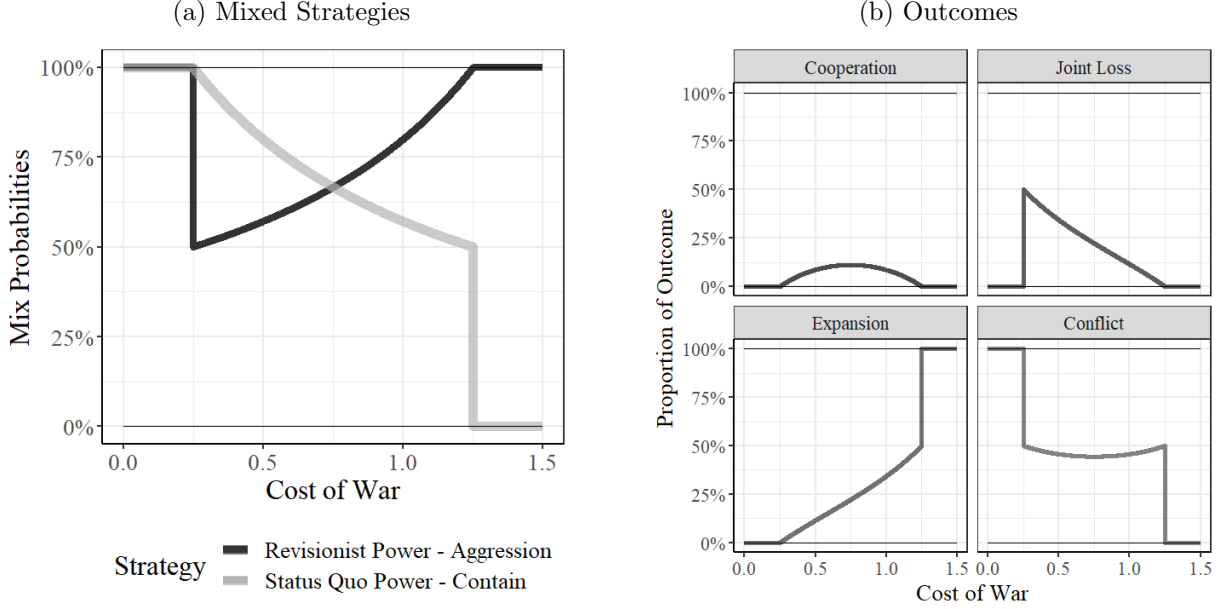 (a) Mixed Strategies
100%
75%
50%
25%
0%
Mix Probabilities
0.0 0.5 1.0 1.5
Cost of War
Strategy
Revisionist Power - Aggression
Status Quo Power - Contain
(b) Outcomes
Cooperation Joint Loss
100%
75%
50%
25%
0%
Expansion Conflict
100%
75%
50%
25%
0%
Proportion of Outcome
0.0 0.5 1.0 1.5 0.0 0.5 1.0 1.5
Cost of War